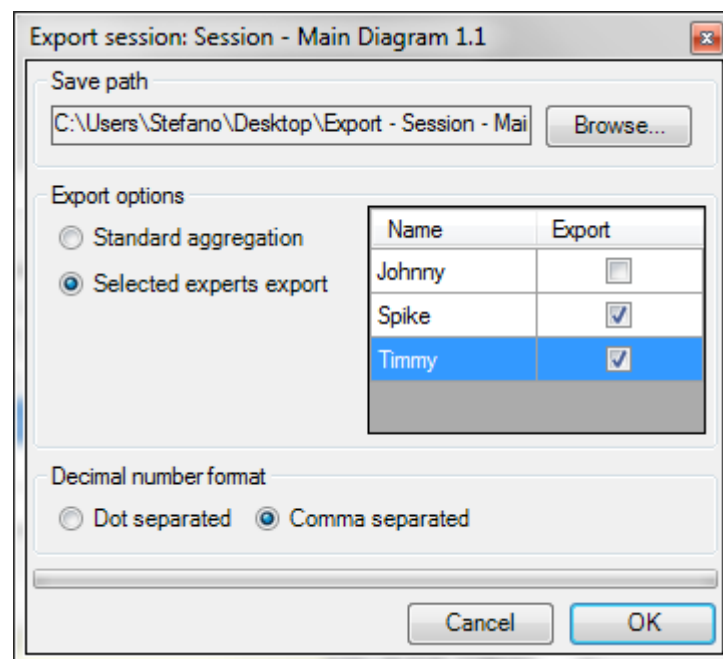 Export session: Session - Main Diagram 1.1
Save path
C:\Users\Stefano\Desktop\Export - Session - Mai
Browse...
Export options
Standard aggregation
Selected experts export
Name Export
Johnny
Spike
Timmy
Decimal number format
Dot separated Comma separated
Cancel OK